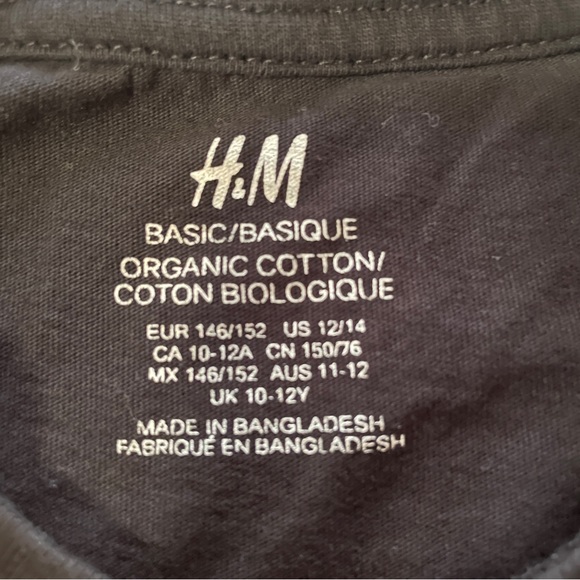 H&M
BASIC/BASIQUE
ORGANIC COTTON/
COTON BIOLOGIQUE
EUR 146/152 US 12/14
CA 10-12A CN 150/76
MX 146/152 AUS 11-12
UK 10-12Y
MADE IN BANGLADESH
FABRIQUÉ EN BANGLADESH